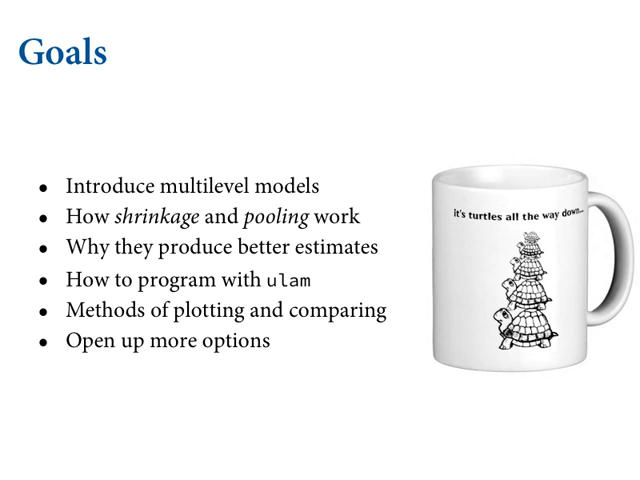 Goals
• Introduce multilevel models
• How shrinkage and pooling work
• Why they produce better estimates
• How to program with ulam
• Methods of plotting and comparing
• Open up more options
it's turtles all the way down...